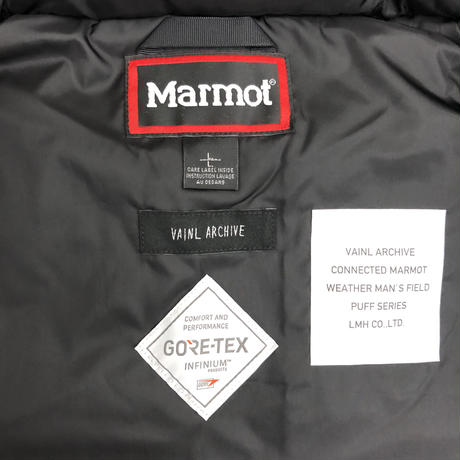 Marmot
L
CARE LABEL INSIDE
INSTRUCTION LAVAGE
AU DEDANS
VAINL ARCHIVE
VAINL ARCHIVE
CONNECTED MARMOT
WEATHER MAN'S FIELD
PUFF SERIES
LMH CO.,LTD.
COMFORT AND
PERFORMANCE
GORE-TEX
INFINIUM™
PRODUCTS